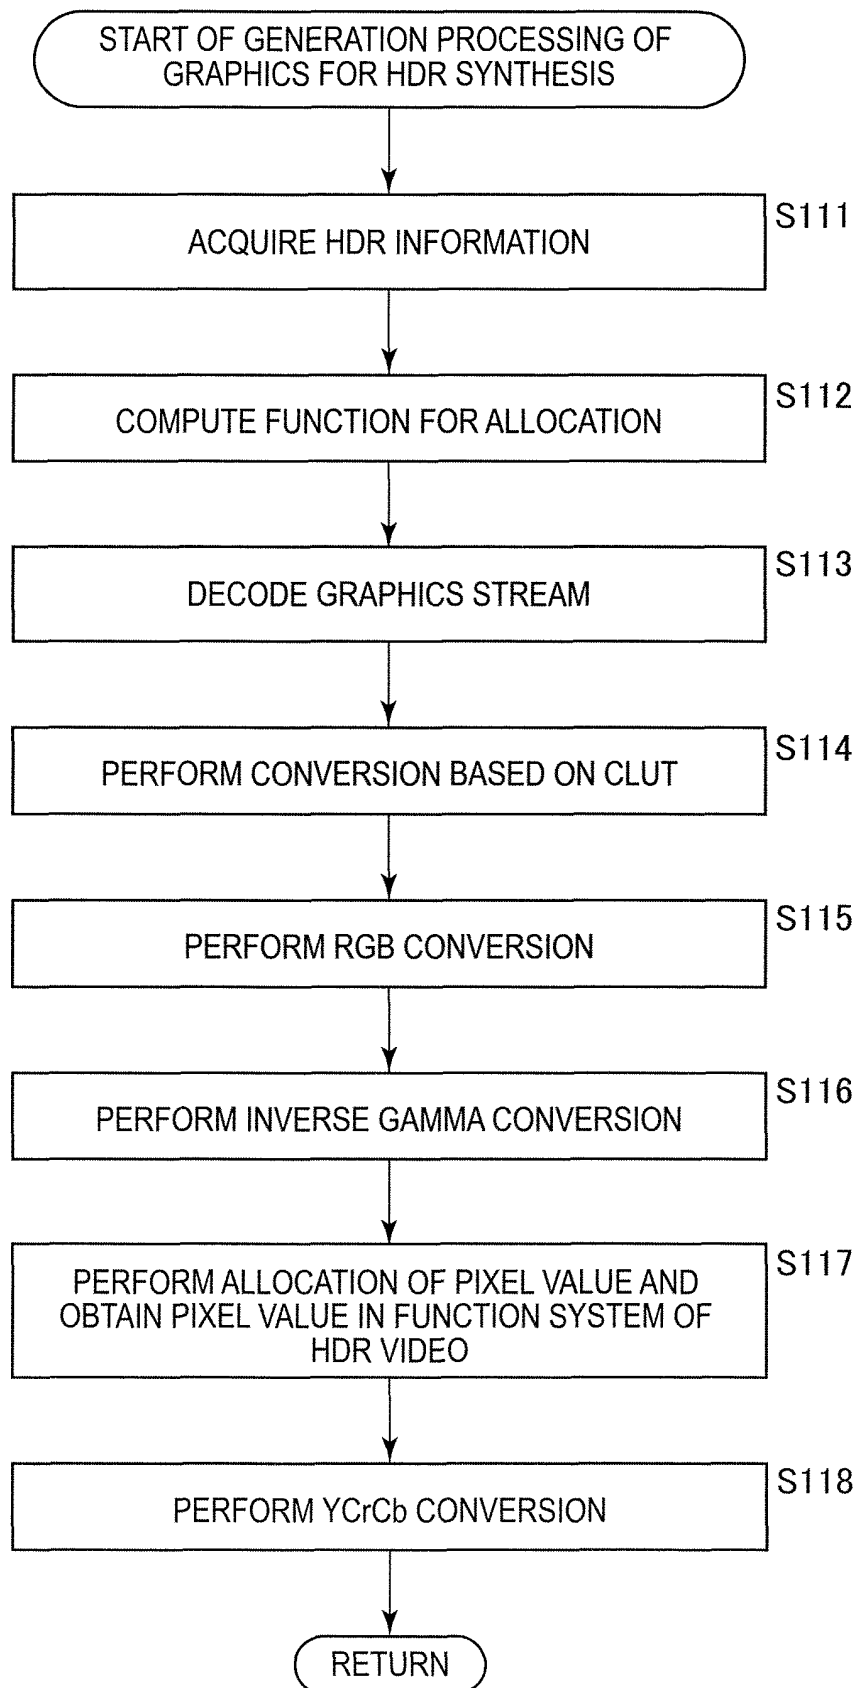 START OF GENERATION PROCESSING OF
GRAPHICS FOR HDR SYNTHESIS
S111
ACQUIRE HDR INFORMATION
S112
COMPUTE FUNCTION FOR ALLOCATION
S113
DECODE GRAPHICS STREAM
S114
PERFORM CONVERSION BASED ON CLUT
S115
PERFORM RGB CONVERSION
S116
PERFORM INVERSE GAMMA CONVERSION
S117
PERFORM ALLOCATION OF PIXEL VALUE AND
OBTAIN PIXEL VALUE IN FUNCTION SYSTEM OF
HDR VIDEO
S118
PERFORM YCrCb CONVERSION
RETURN